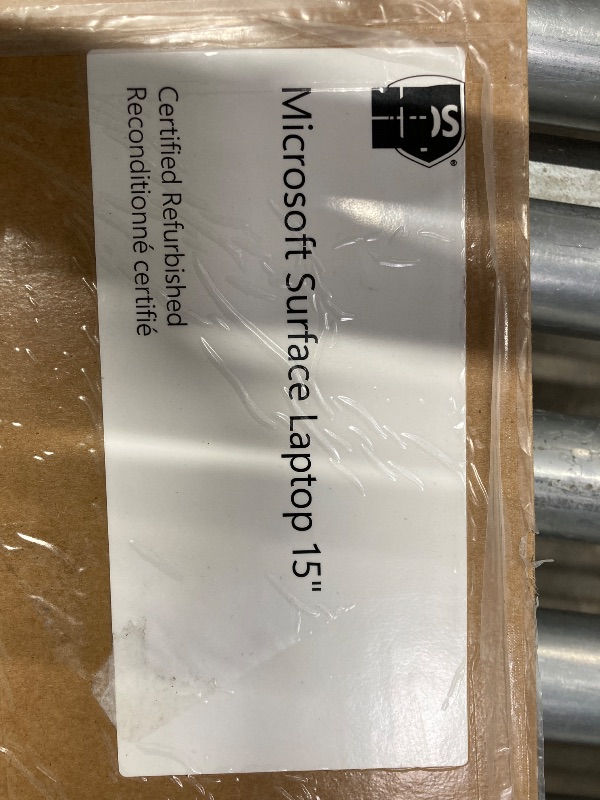 Microsoft Surface Laptop 15"
Certified Refurbished
Reconditionné certifié